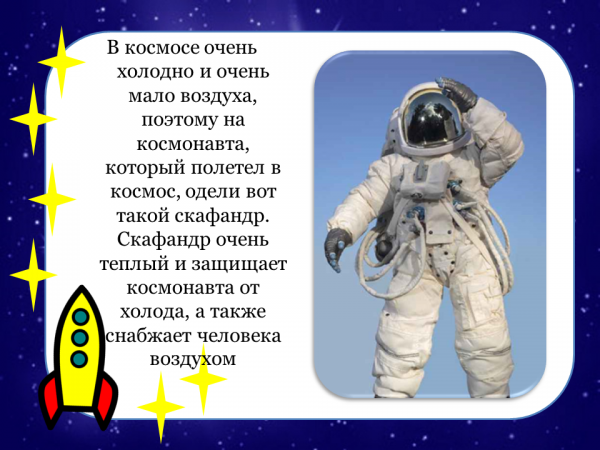 В космосе очень
холодно и очень
мало воздуха,
поэтому на
космонавта,
который полетел в
космос, одели вот
такой скафандр.
Скафандр очень
теплый и защищает
космонавта от
холода, а также
снабжает человека
воздухом